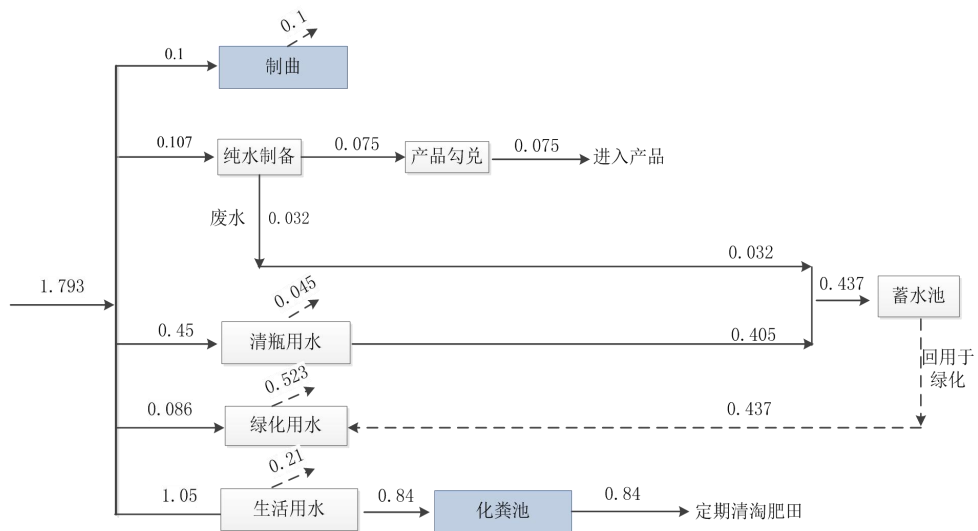 0.1
0.1
制曲
0.107
纯水制备
0.075
产品勾兑
0.075
进入产品
废水
0.032
0.032
1.793
0.437
蓄水池
0.045
0.45
清瓶用水
0.405
回用于
绿化
0.523
0.086
绿化用水
0.437
0.21
1.05
生活用水
0.84
化粪池
0.84
定期清淘肥田